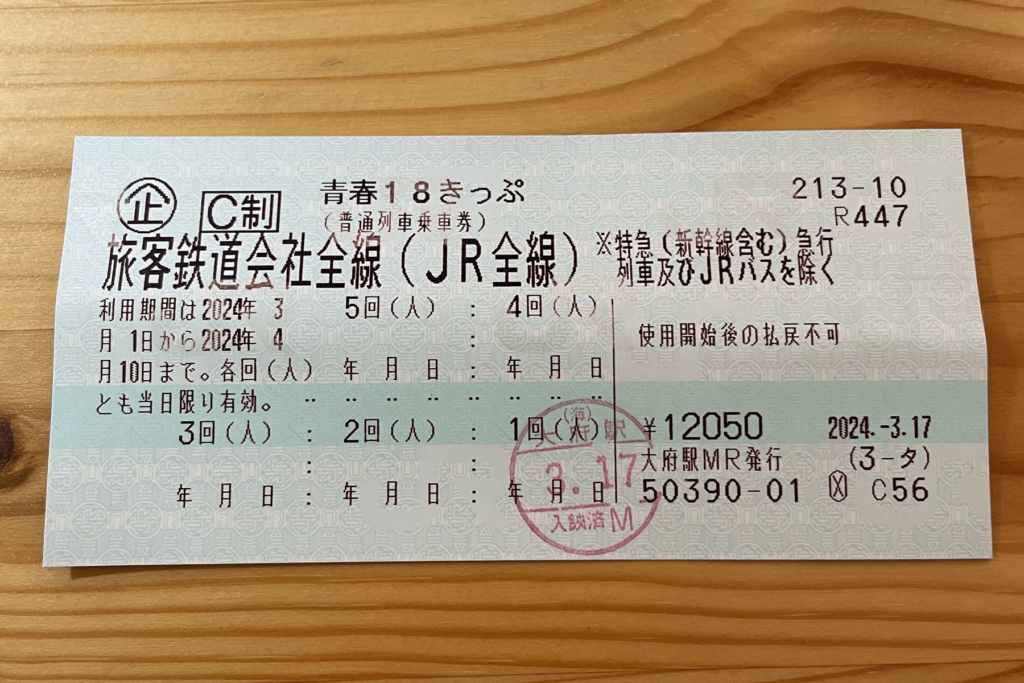 企 C制 青春18きっぷ 213-10
(普通列車乗車券) R447
旅客鉄道会社全線(JR全線) ※特急(新幹線含む)急行
列車及びJRバスを除く
利用期間は2024年 3 5回(人) : 4回(人)
月 1日から2024年 4 :
月10日まで。各回(人) 年 月 日 : 年 月 日
とも当日限り有効。
3回(人) : 2回(人) : 1回(人)
: :
年 月 日 : 年 月 日 : 年 月 日
使用開始後の払戻不可
¥12050 2024.-3.17
大府駅MR発行 (3-タ)
50390-01 X C56
(海)
大府駅
3.17
入鋏済 M